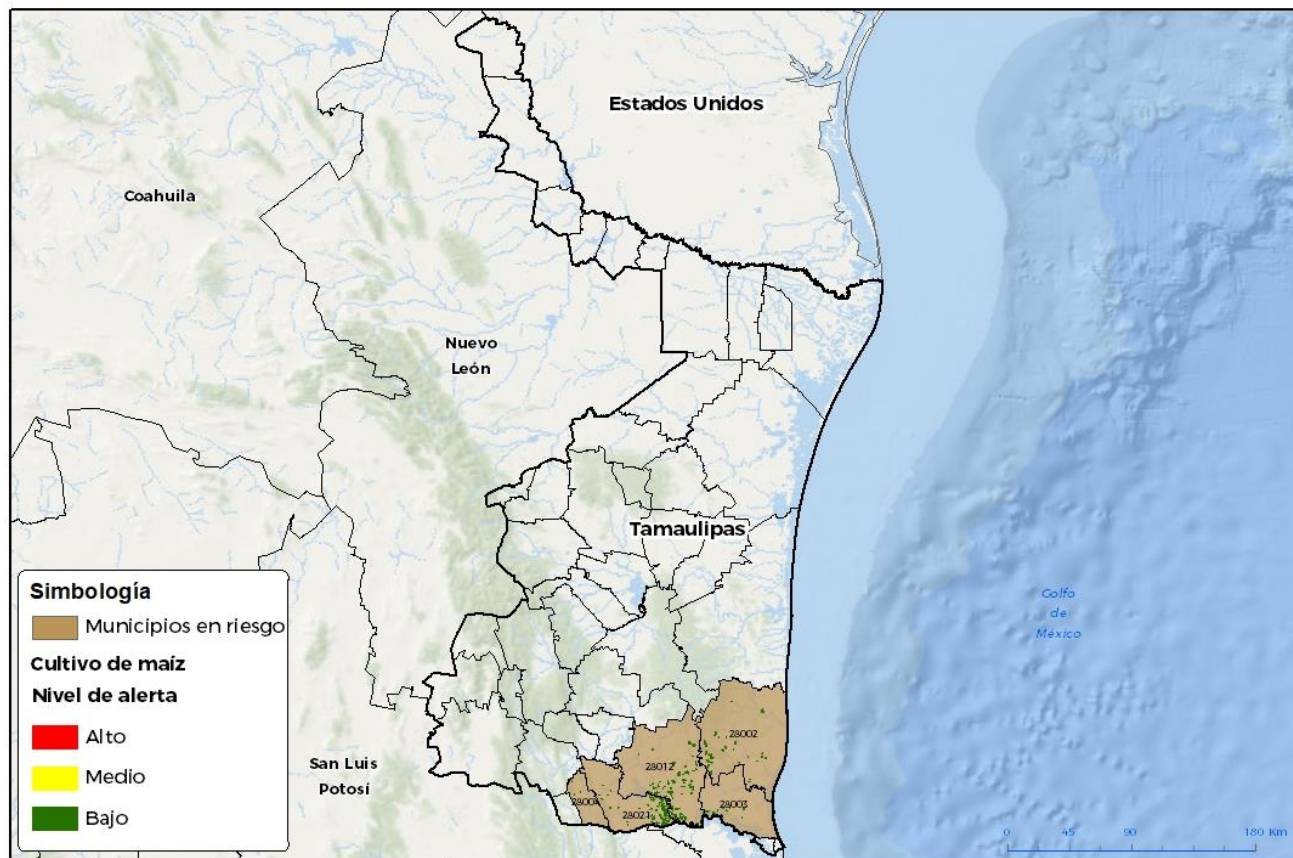 Estados Unidos
Coahuila
Nuevo
León
Tamaulipas
Golfo
de
México
San Luis
Potosí
28002
28012
28004
28021
28003
Simbología
Municipios en riesgo
Cultivo de maíz
Nivel de alerta
Alto
Medio
Bajo
0 45 90 180 Km